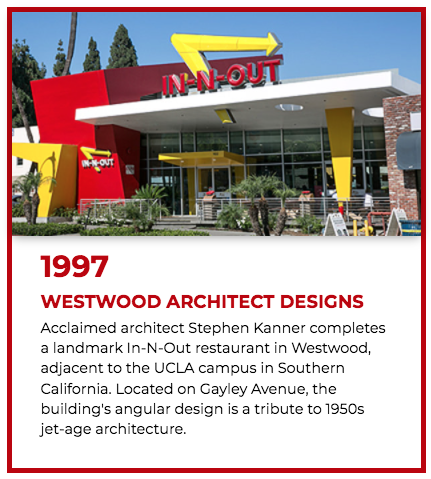 IN-N-OUT
IN-N-OUT
1997
WESTWOOD ARCHITECT DESIGNS
Acclaimed architect Stephen Kanner completes
a landmark In-N-Out restaurant in Westwood,
adjacent to the UCLA campus in Southern
California. Located on Gayley Avenue, the
building's angular design is a tribute to 1950s
jet-age architecture.